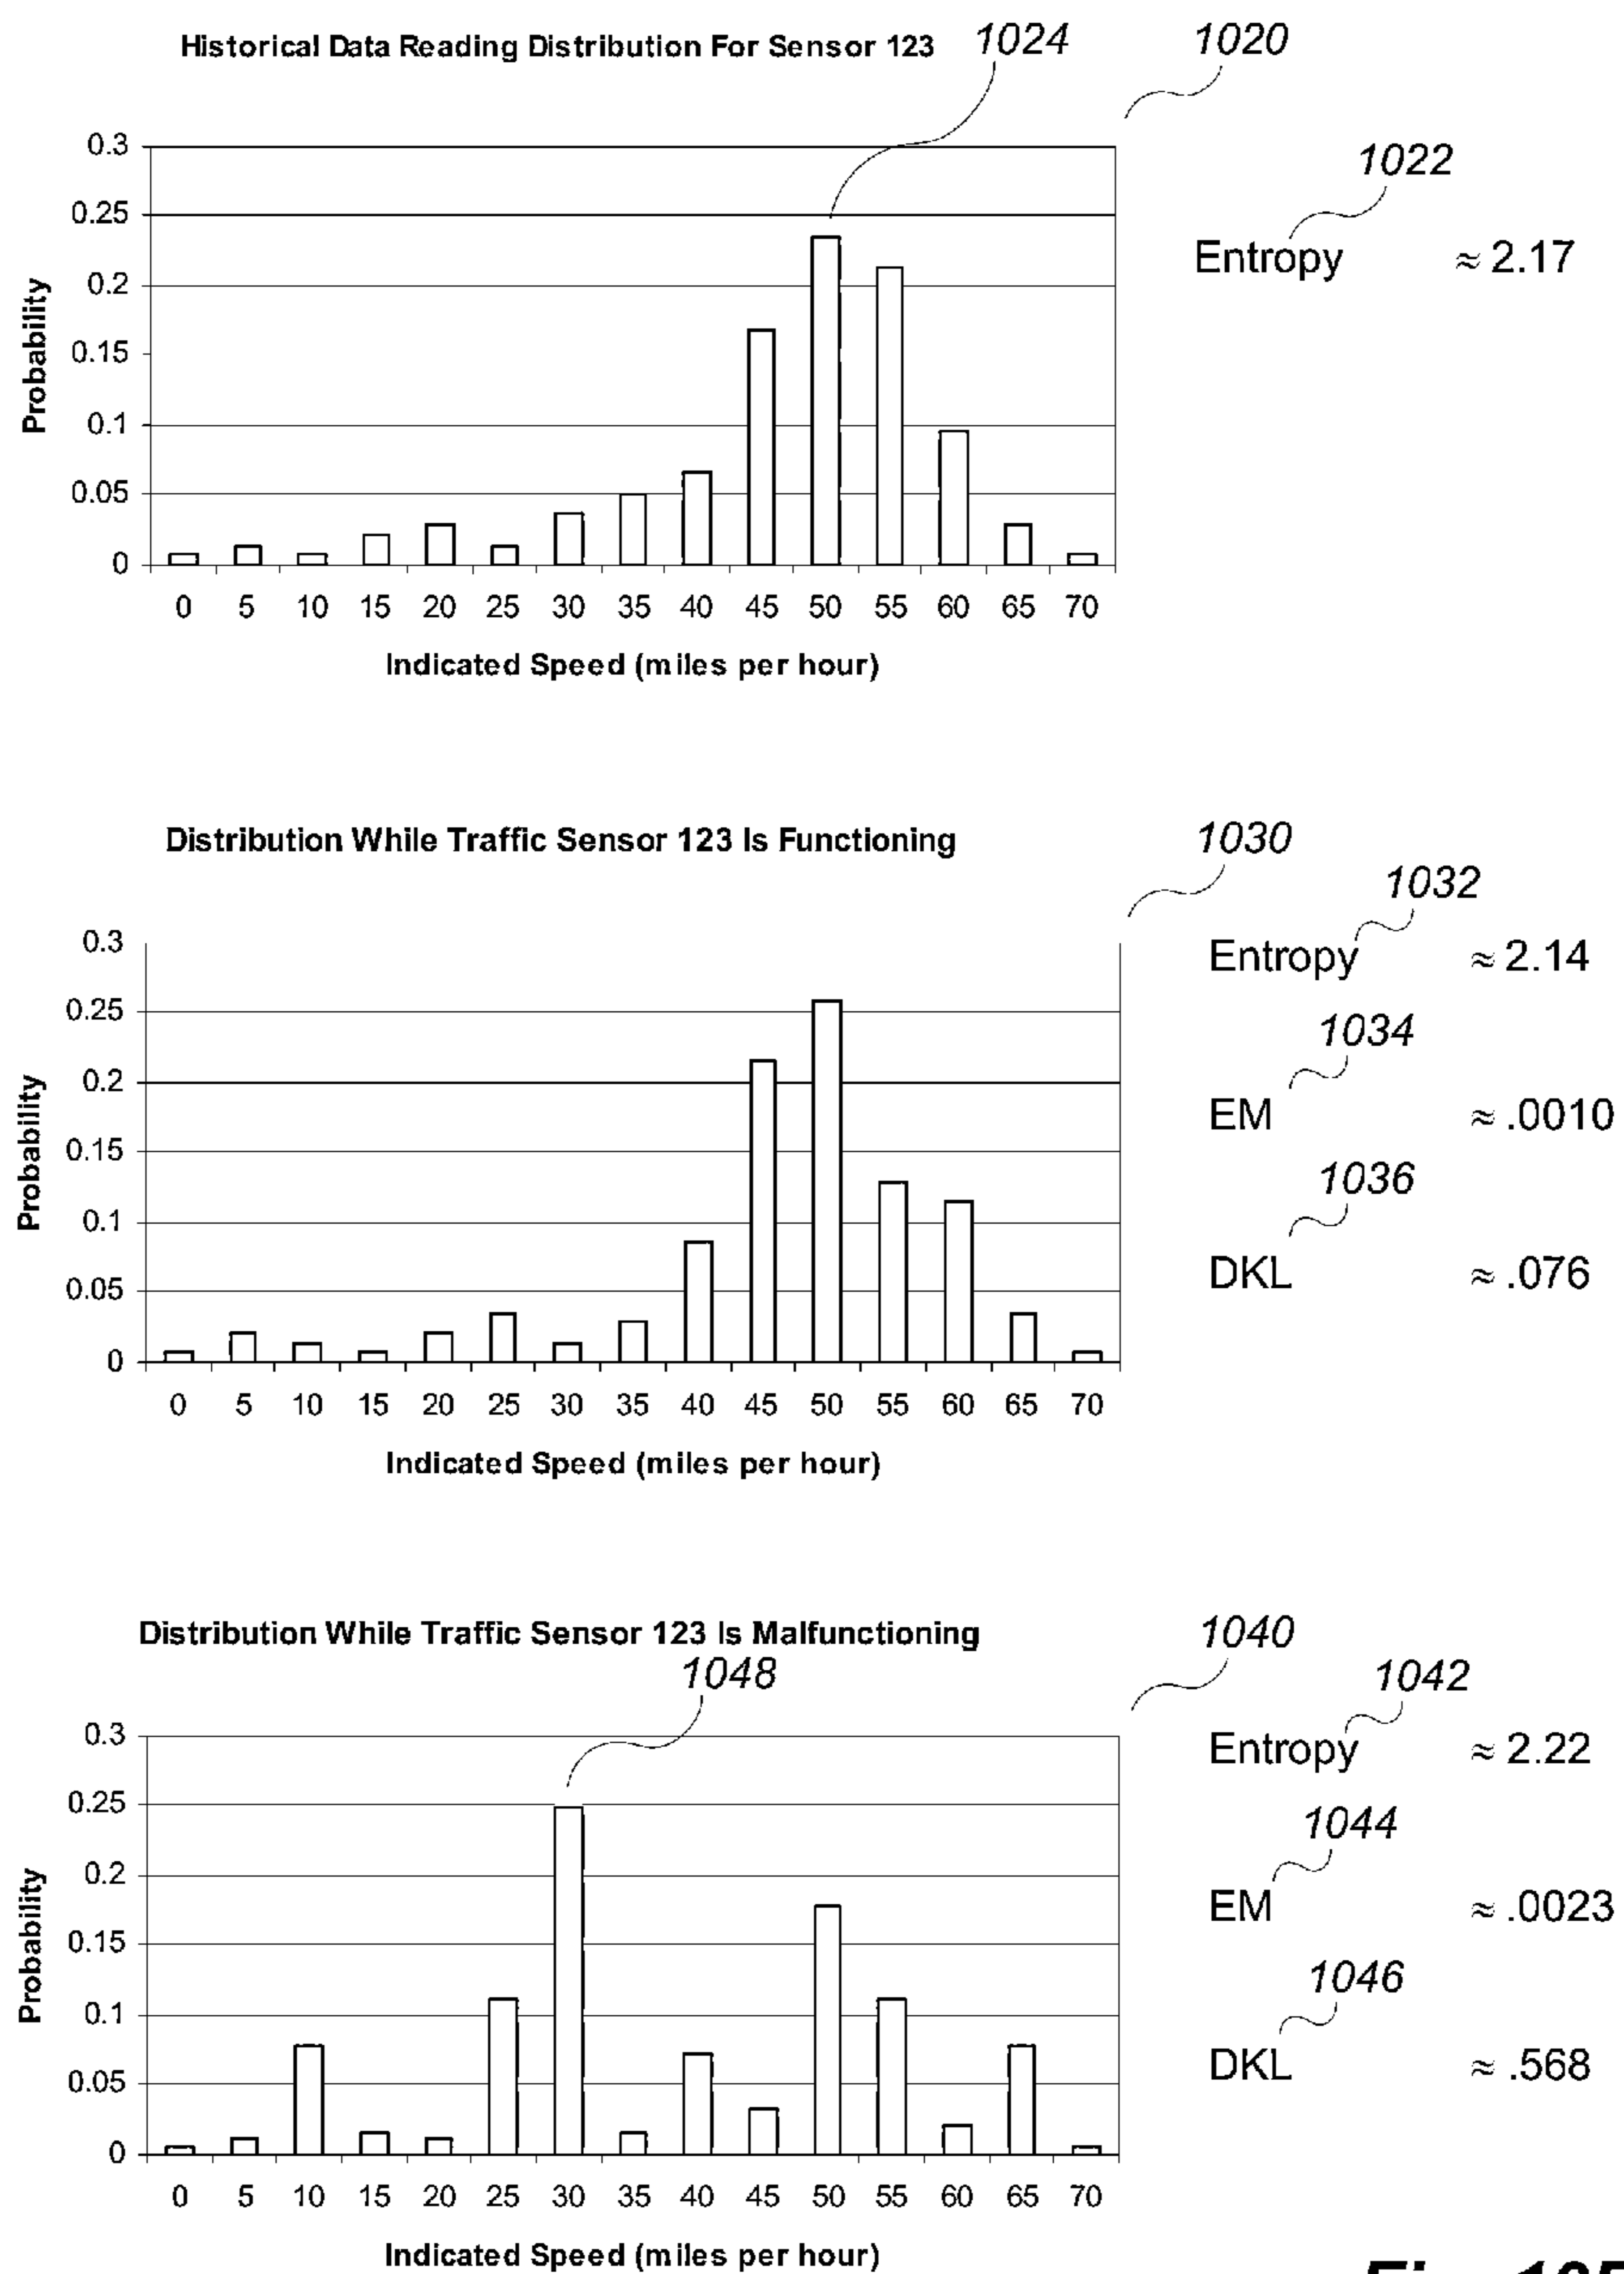 Historical Data Reading Distribution For Sensor 123
1024
1020
1022
Entropy ≈ 2.17
Probability
0.3
0.25
0.2
0.15
0.1
0.05
0
0 5 10 15 20 25 30 35 40 45 50 55 60 65 70
Indicated Speed (miles per hour)
Distribution While Traffic Sensor 123 Is Functioning
1030
1032
Entropy ≈ 2.14
1034
EM ≈ .0010
1036
DKL ≈ .076
Probability
0.3
0.25
0.2
0.15
0.1
0.05
0
0 5 10 15 20 25 30 35 40 45 50 55 60 65 70
Indicated Speed (miles per hour)
Distribution While Traffic Sensor 123 Is Malfunctioning
1048
1040
1042
Entropy ≈ 2.22
1044
EM ≈ .0023
1046
DKL ≈ .568
Probability
0.3
0.25
0.2
0.15
0.1
0.05
0
0 5 10 15 20 25 30 35 40 45 50 55 60 65 70
Indicated Speed (miles per hour)